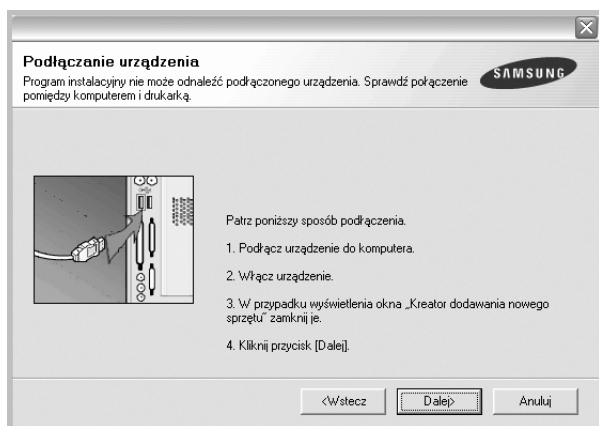 Podłączanie urządzenia
Program instalacyjny nie może odnaleźć podłączonego urządzenia. Sprawdź połączenie
pomiędzy komputerem i drukarką.
SAMSUNG
Patrz poniższy sposób podłączenia.
1. Podłącz urządzenie do komputera.
2. Włącz urządzenie.
3. W przypadku wyświetlenia okna „Kreator dodawania nowego
sprzętu” zamknij je.
4. Kliknij przycisk [Dalej].
<Wstecz
Dalej>
Anuluj